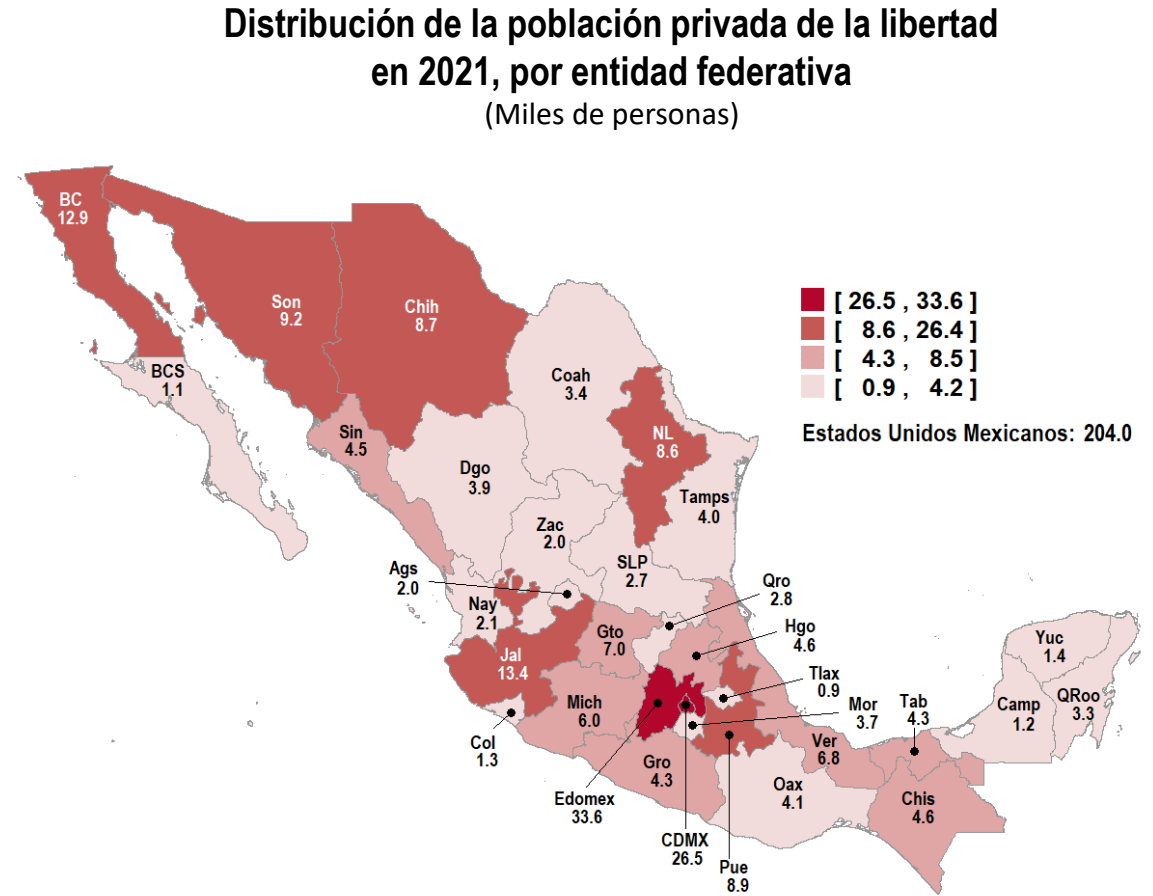 Distribución de la población privada de la libertad
en 2021, por entidad federativa
(Miles de personas)
BC
12.9
Son
9.2
Chih
8.7
BCS
1.1
Coah
3.4
[ 26.5 , 33.6 ]
[ 8.6 , 26.4 ]
[ 4.3 , 8.5 ]
[ 0.9 , 4.2 ]
Estados Unidos Mexicanos: 204.0
Sin
4.5
NL
8.6
Dgo
3.9
Tamps
4.0
Zac
2.0
SLP
2.7
Ags
2.0
Qro
2.8
Nay
2.1
Gto
7.0
Hgo
4.6
Yuc
1.4
Jal
13.4
Tlax
0.9
Mich
6.0
Mor
3.7
Tab
4.3
Camp
1.2
QRoo
3.3
Col
1.3
Ver
6.8
Gro
4.3
Oax
4.1
Chis
4.6
Edomex
33.6
CDMX
26.5
Pue
8.9